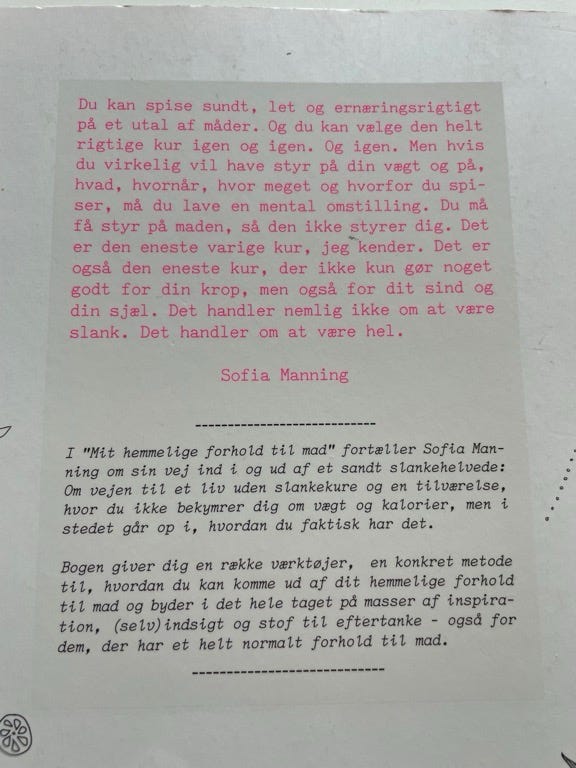 Du kan spise sundt, let og ernæringsrigtigt
på et utal af måder. Og du kan vælge den helt
rigtige kur igen og igen. Og igen. Men hvis
du virkelig vil have styr på din vægt og på,
hvad, hvornår, hvor meget og hvorfor du spi-
ser, må du lave en mental omstilling. Du må
få styr på maden, så den ikke styrer dig. Det
er den eneste varige kur, jeg kender. Det er
også den eneste kur, der ikke kun gør noget
godt for din krop, men også for dit sind og
din sjæl. Det handler nemlig ikke om at være
slank. Det handler om at være hel.
Sofia Manning
----------------------------
I "Mit hemmelige forhold til mad" fortæller Sofia Man-
ning om sin vej ind i og ud af et sandt slankehelvede:
Om vejen til et liv uden slankekure og en tilværelse,
hvor du ikke bekymrer dig om vægt og kalorier, men i
stedet går op i, hvordan du faktisk har det.
Bogen giver dig en række værktøjer, en konkret metode
til, hvordan du kan komme ud af dit hemmelige forhold
til mad og byder i det hele taget på masser af inspira-
tion, (selv)indsigt og stof til eftertanke - også for
dem, der har et helt normalt forhold til mad.
-----------------------------